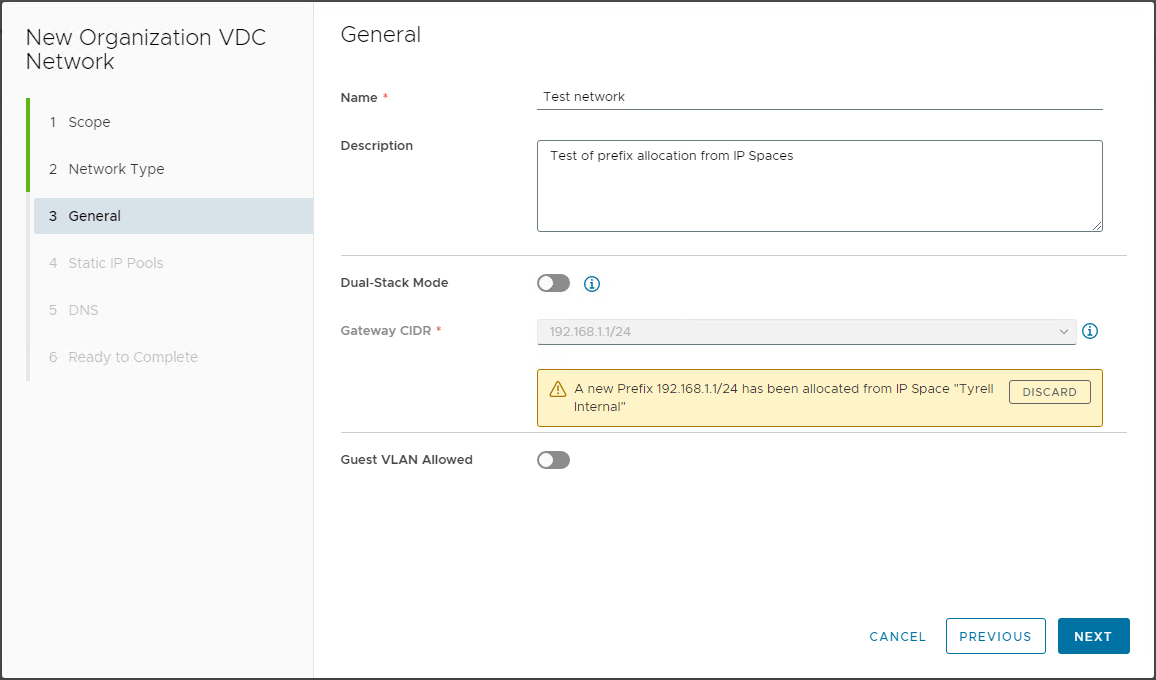 New Organization VDC
Network
1 Scope
2 Network Type
3 General
4 Static IP Pools
5 DNS
6 Ready to Complete
General
Name *
Test network
Description
Test of prefix allocation from IP Spaces
Dual-Stack Mode
Gateway CIDR *
192.168.1.1/24
A new Prefix 192.168.1.1/24 has been allocated from IP Space "Tyrell
Internal"
DISCARD
Guest VLAN Allowed
CANCEL
PREVIOUS
NEXT